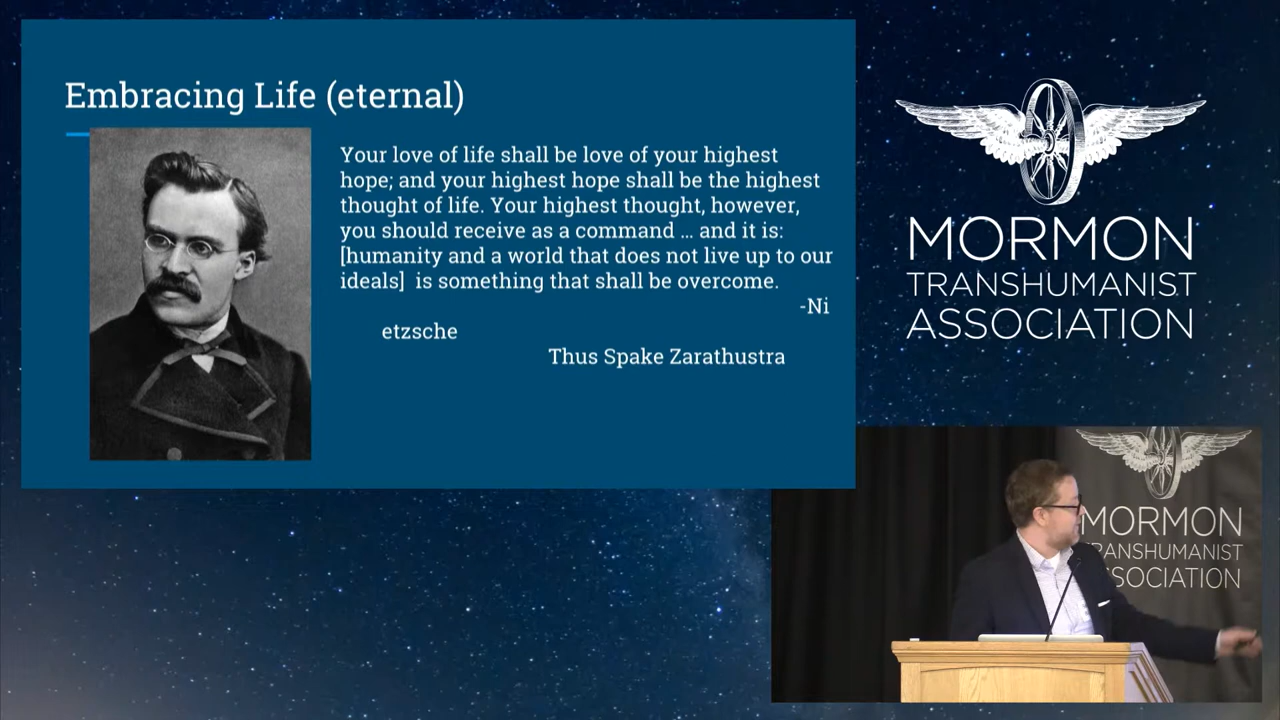 Embracing Life (eternal)
Your love of life shall be love of your highest
hope; and your highest hope shall be the highest
thought of life. Your highest thought, however,
you should receive as a command ... and it is:
[humanity and a world that does not live up to our
ideals]  is something that shall be overcome.
-Ni
etzsche
Thus Spake Zarathustra
MORMON
TRANSHUMANIST
ASSOCIATION
MORMON
RANSHUMANIST
SSOCIATION